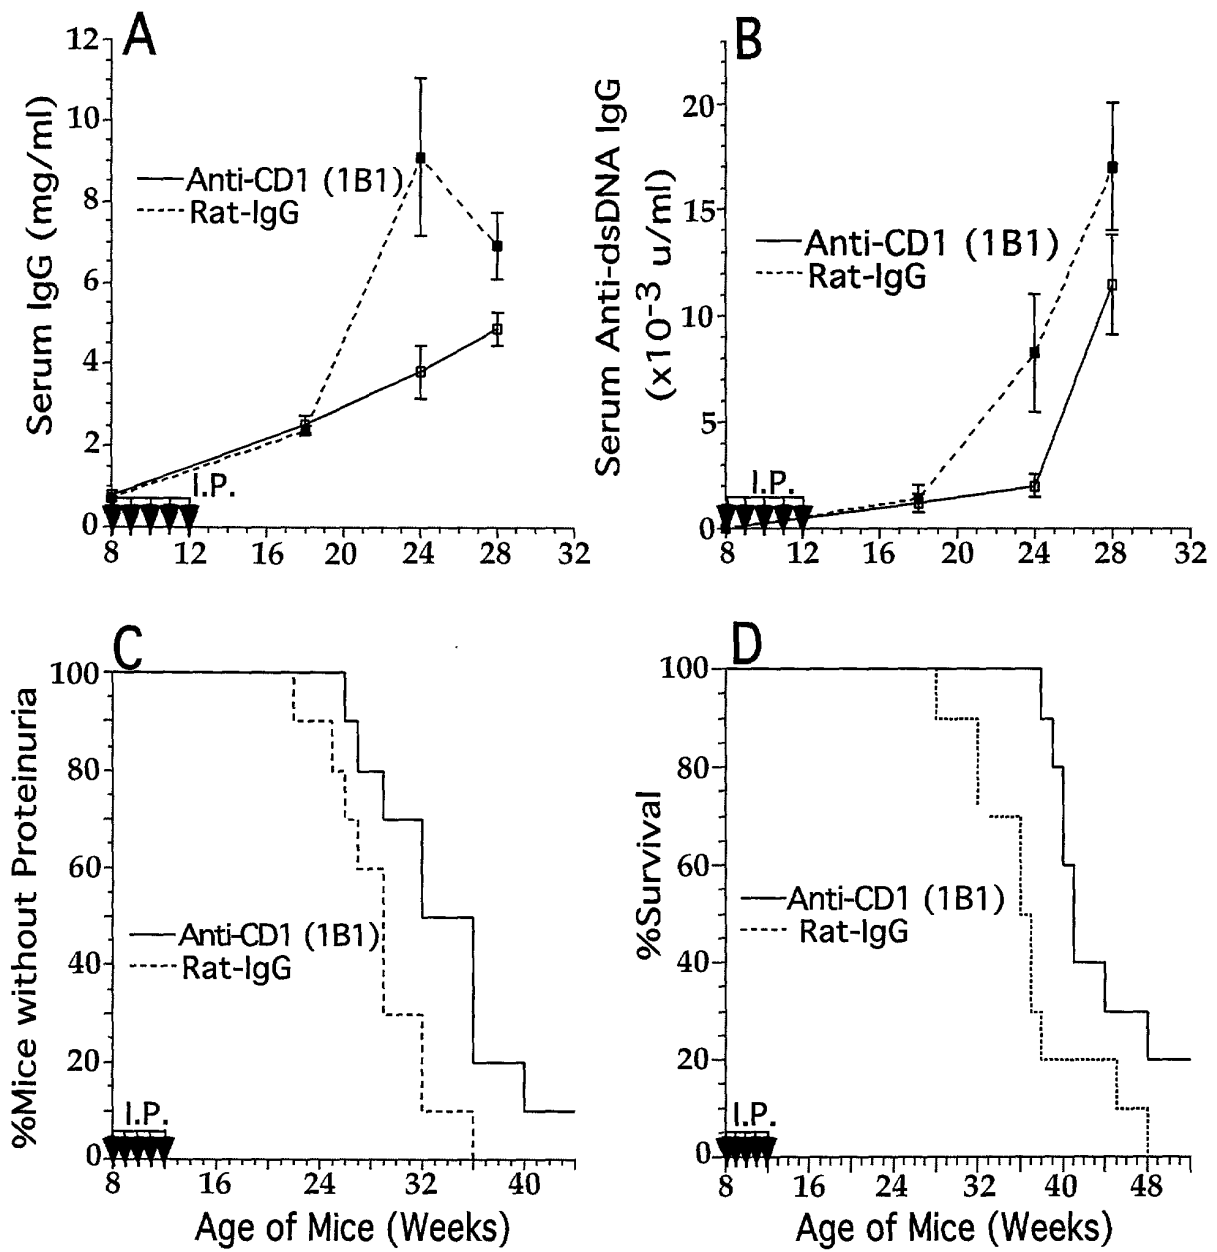 A
12
10
8
6
4
2
0
Serum IgG (mg/ml)
Anti-CD1 (1B1)
Rat-IgG
I.P.
8 12 16 20 24 28 32
B
20
15
10
5
0
Serum Anti-dsDNA IgG
(x10-3 u/ml)
Anti-CD1 (1B1)
Rat-IgG
I.P.
8 12 16 20 24 28 32
C
100
80
60
40
20
0
%Mice without Proteinuria
Anti-CD1 (1B1)
Rat-IgG
I.P.
8 16 24 32 40
Age of Mice (Weeks)
D
100
80
60
40
20
0
%Survival
Anti-CD1 (1B1)
Rat-IgG
I.P.
8 16 24 32 40 48
Age of Mice (Weeks)